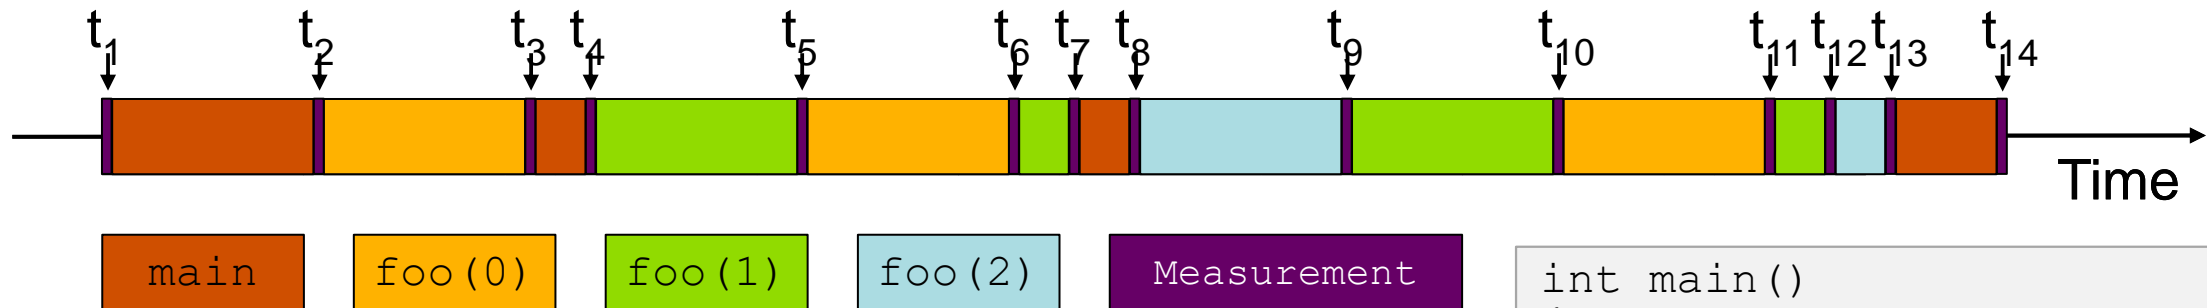 t1 t2 t3 t4 t5 t6 t7 t8 t9 t10 t11 t12 t13 t14
Time
main foo(0) foo(1) foo(2) Measurement
int main()